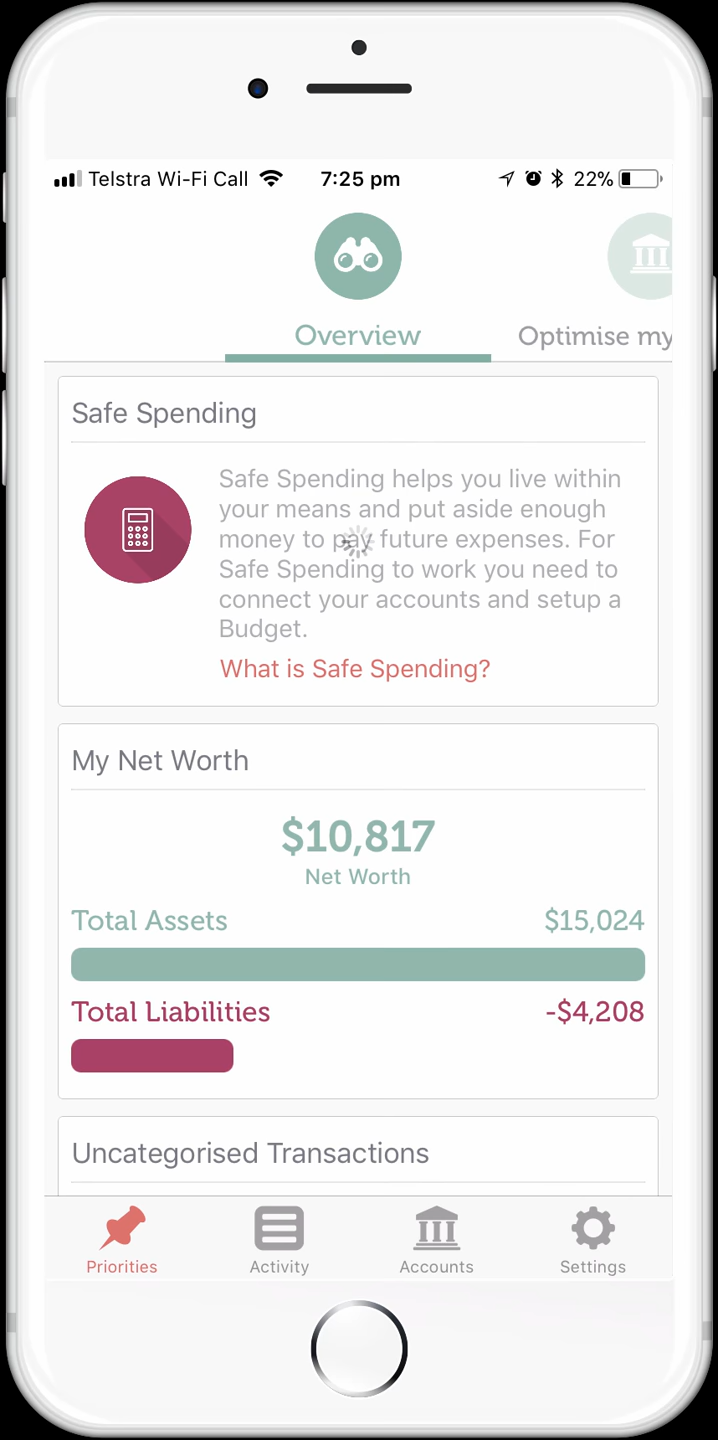 Telstra Wi-Fi Call 7:25 pm 22%
Overview
Optimise my
Safe Spending
Safe Spending helps you live within
your means and put aside enough
money to pay future expenses. For
Safe Spending to work you need to
connect your accounts and setup a
Budget.
What is Safe Spending?
My Net Worth
$10,817
Net Worth
Total Assets $15,024
Total Liabilities -$4,208
Uncategorised Transactions
Priorities Activity Accounts Settings